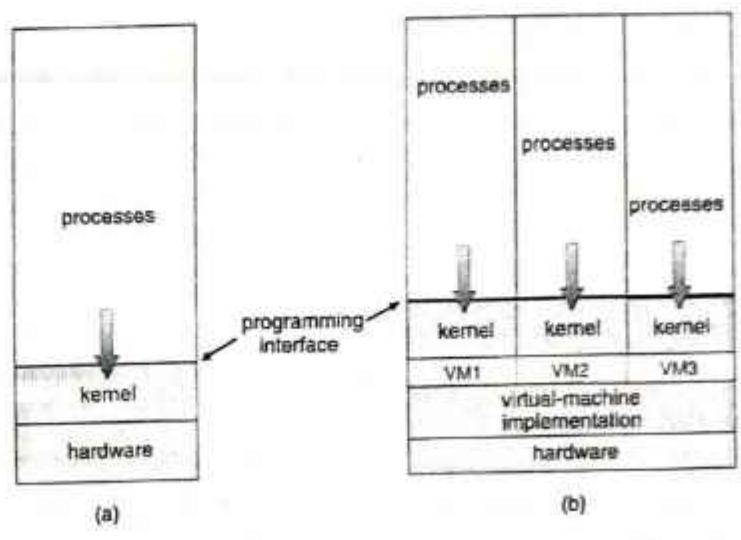 processes
kernel
hardware
(a)
programming
interface
processes
processes
processes
kernel kernel kernel
VM1 VM2 VM3
virtual-machine
implementation
hardware
(b)